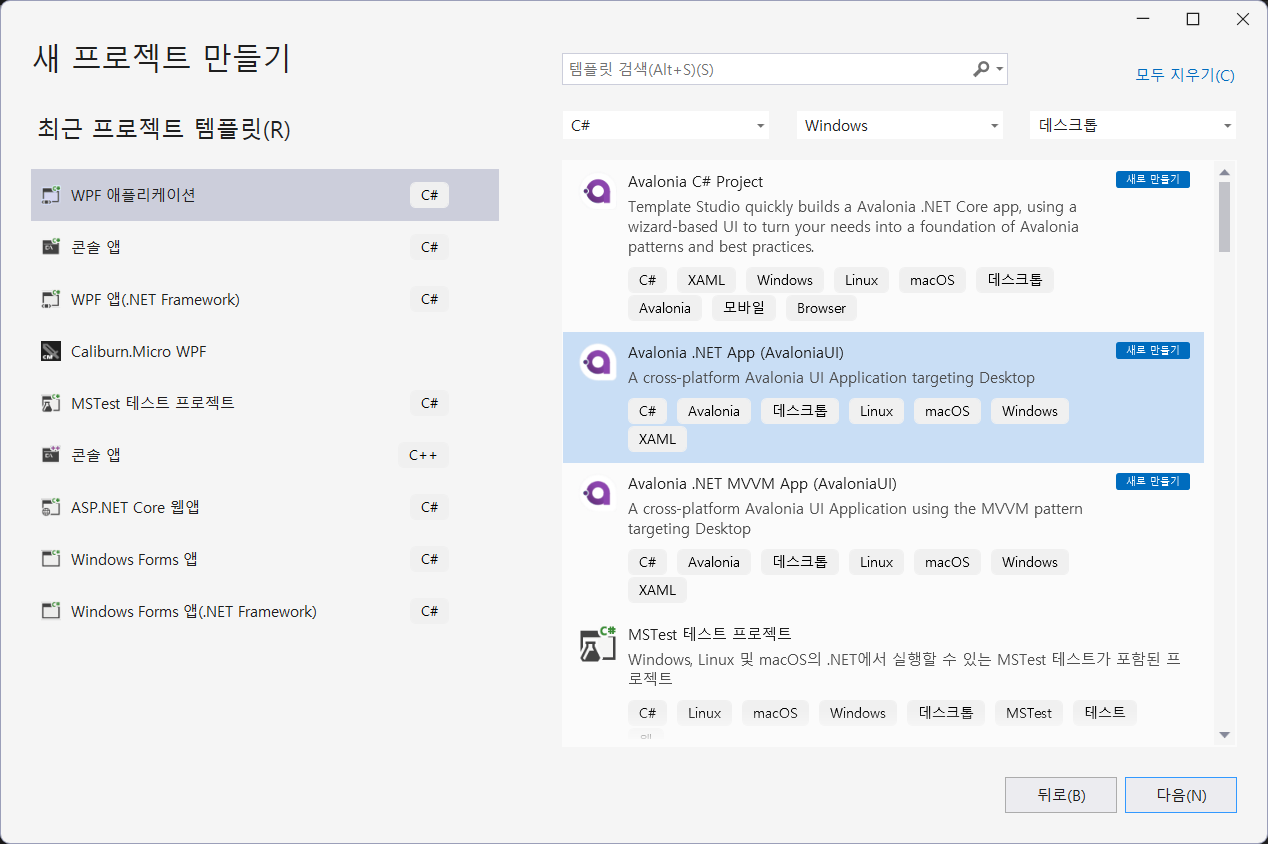 새 프로젝트 만들기
최근 프로젝트 템플릿(R)
WPF 애플리케이션 C#
콘솔 앱 C#
WPF 앱(.NET Framework) C#
Caliburn.Micro WPF
MSTest 테스트 프로젝트 C#
콘솔 앱 C++
ASP.NET Core 웹앱 C#
Windows Forms 앱 C#
Windows Forms 앱(.NET Framework) C#
템플릿 검색(Alt+S)(S)
모두 지우기(C)
C# Windows 데스크톱
Avalonia C# Project 새로 만들기
Template Studio quickly builds a Avalonia .NET Core app, using a
wizard-based UI to turn your needs into a foundation of Avalonia
patterns and best practices.
C# XAML Windows Linux macOS 데스크톱
Avalonia 모바일 Browser
Avalonia .NET App (AvaloniaUI) 새로 만들기
A cross-platform Avalonia UI Application targeting Desktop
C# Avalonia 데스크톱 Linux macOS Windows
XAML
Avalonia .NET MVVM App (AvaloniaUI) 새로 만들기
A cross-platform Avalonia UI Application using the MVVM pattern
targeting Desktop
C# Avalonia 데스크톱 Linux macOS Windows
XAML
MSTest 테스트 프로젝트
Windows, Linux 및 macOS의 .NET에서 실행할 수 있는 MSTest 테스트가 포함된 프
로젝트
C# Linux macOS Windows 데스크톱 MSTest 테스트
뒤로(B) 다음(N)